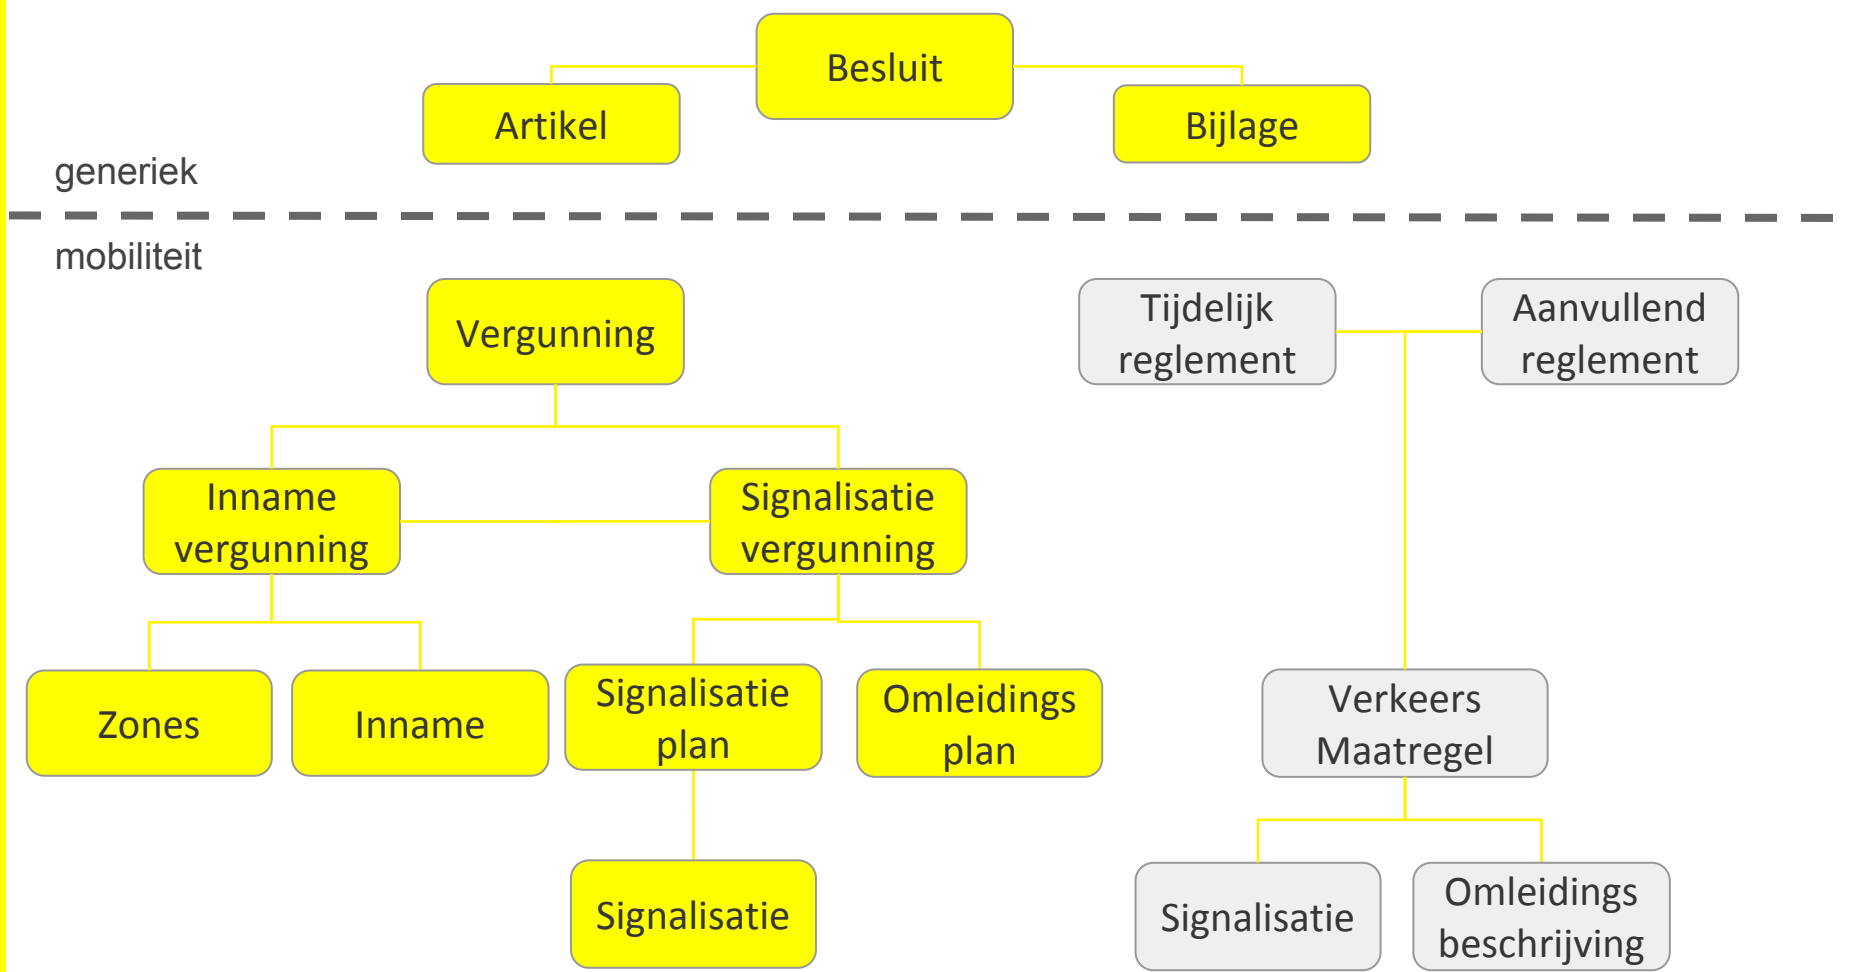 Besluit
Artikel
Bijlage
generiek
mobiliteit
Vergunning
Tijdelijk
reglement
Aanvullend
reglement
Inname
vergunning
Signalisatie
vergunning
Zones
Inname
Signalisatie
plan
Omleidings
plan
Verkeers
Maatregel
Signalisatie
Signalisatie
Omleidings
beschrijving